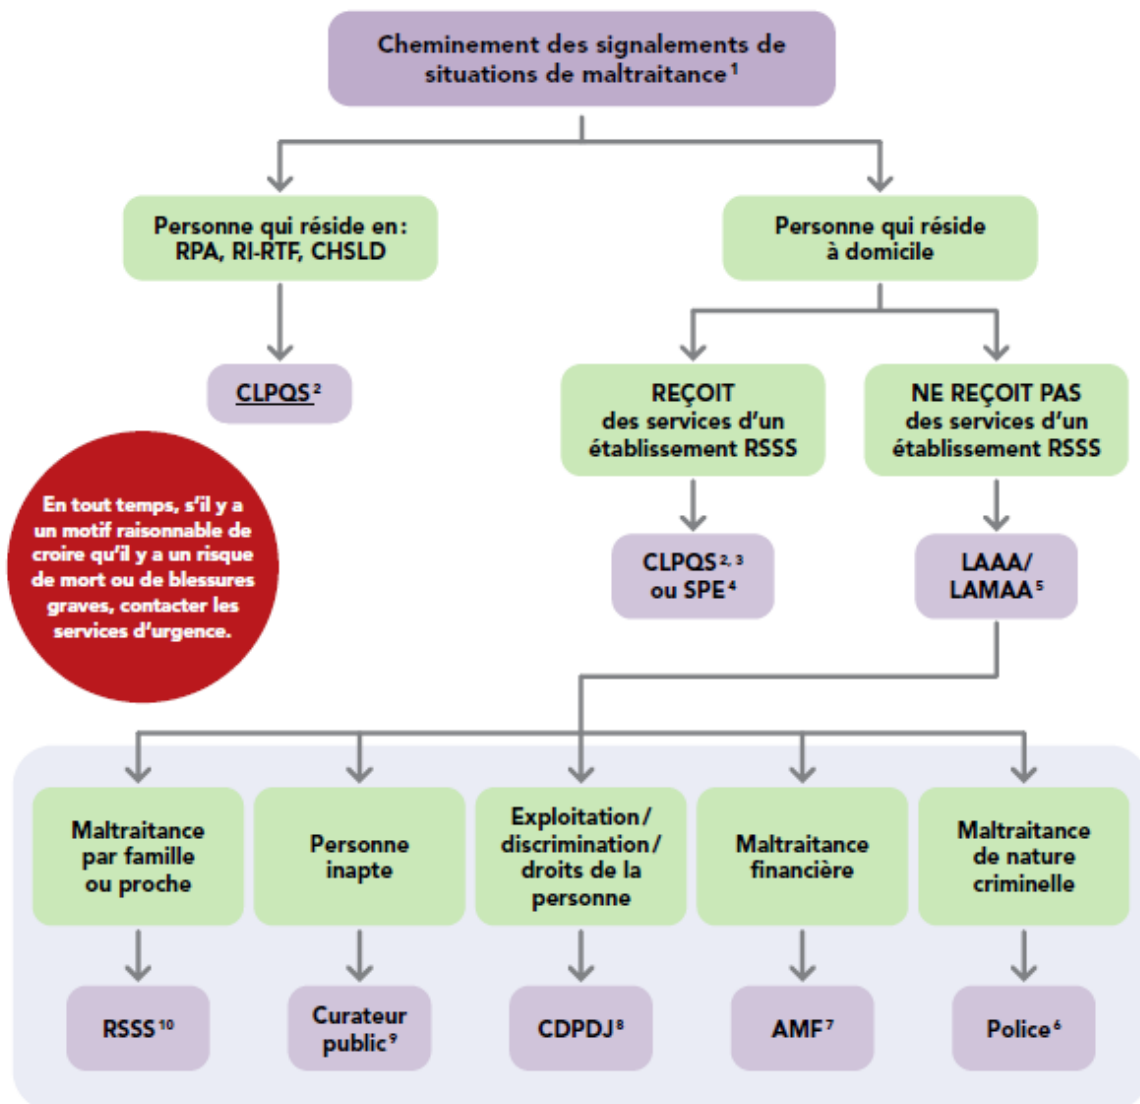 Cheminement des signalements de
situations de maltraitance¹
Personne qui réside en :
RPA, RI-RTF, CHSLD
Personne qui réside
à domicile
CLPQS²
REÇOIT
des services d'un
établissement RSSS
NE REÇOIT PAS
des services d'un
établissement RSSS
En tout temps, s'il y a
un motif raisonnable de
croire qu'il y a un risque
de mort ou de blessures
graves, contacter les
services d'urgence.
CLPQS²,³
ou SPE⁴
LAAA/
LAMAA⁵
Maltraitance
par famille
ou proche
Personne
inapte
Exploitation/
discrimination/
droits de la
personne
Maltraitance
financière
Maltraitance
de nature
criminelle
RSSS¹⁰
Curateur
public⁹
CDPDJ⁸
AMF⁷
Police⁶